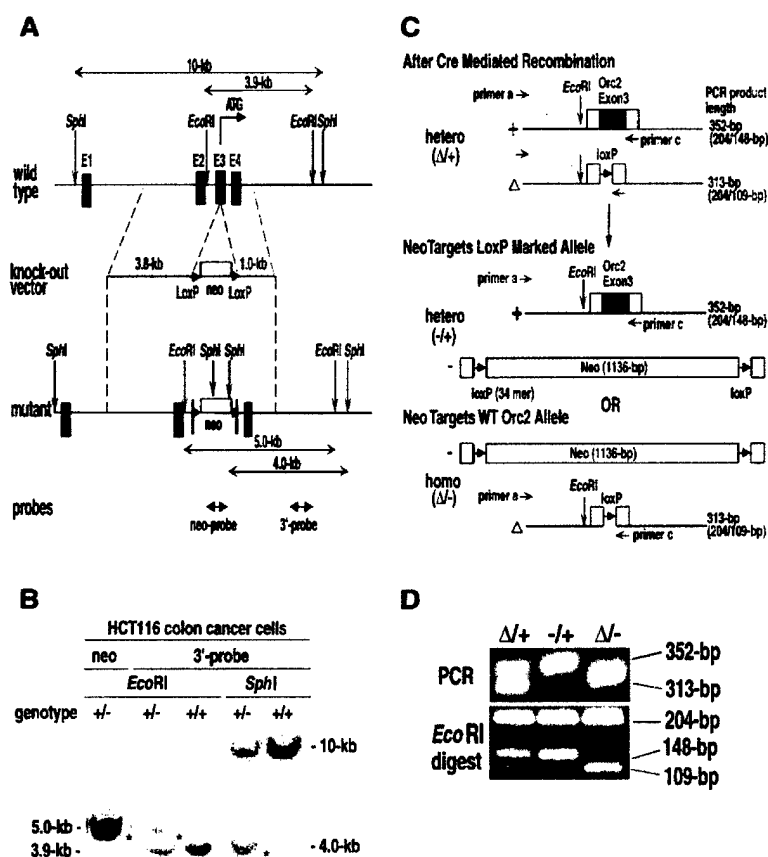 A
10-kb
3.9-kb
ATG
SphI
EcoRI
EcoRI SphI
E1
E2 E3 E4
wild type
3.8-kb
1.0-kb
knock-out vector
LoxP
neo
LoxP
SphI
EcoRI SphI SphI
EcoRI SphI
mutant
neo
5.0-kb
4.0-kb
probes
neo-probe
3'-probe
B
HCT116 colon cancer cells
neo
3'-probe
EcoRI
SphI
genotype +/- +/- +/+ +/- +/+
- 10-kb
5.0-kb -
* * *
3.9-kb -
- 4.0-kb
C
After Cre Mediated Recombination
primer a →
EcoRI
Orc2 Exon3
PCR product length
hetero (Δ/+)
+
← primer c
352-bp (204/148-bp)
loxP
Δ
313-bp (204/109-bp)
Neo Targets LoxP Marked Allele
primer a →
EcoRI
Orc2 Exon3
hetero (-/+)
+
← primer c
352-bp (204/148-bp)
-
Neo (1136-bp)
loxP (34 mer)
loxP
OR
Neo Targets WT Orc2 Allele
-
Neo (1136-bp)
homo (Δ/-)
primer a →
EcoRI
loxP
Δ
← primer c
313-bp (204/109-bp)
D
Δ/+ -/+ Δ/-
PCR
352-bp
313-bp
EcoRI digest
204-bp
148-bp
109-bp